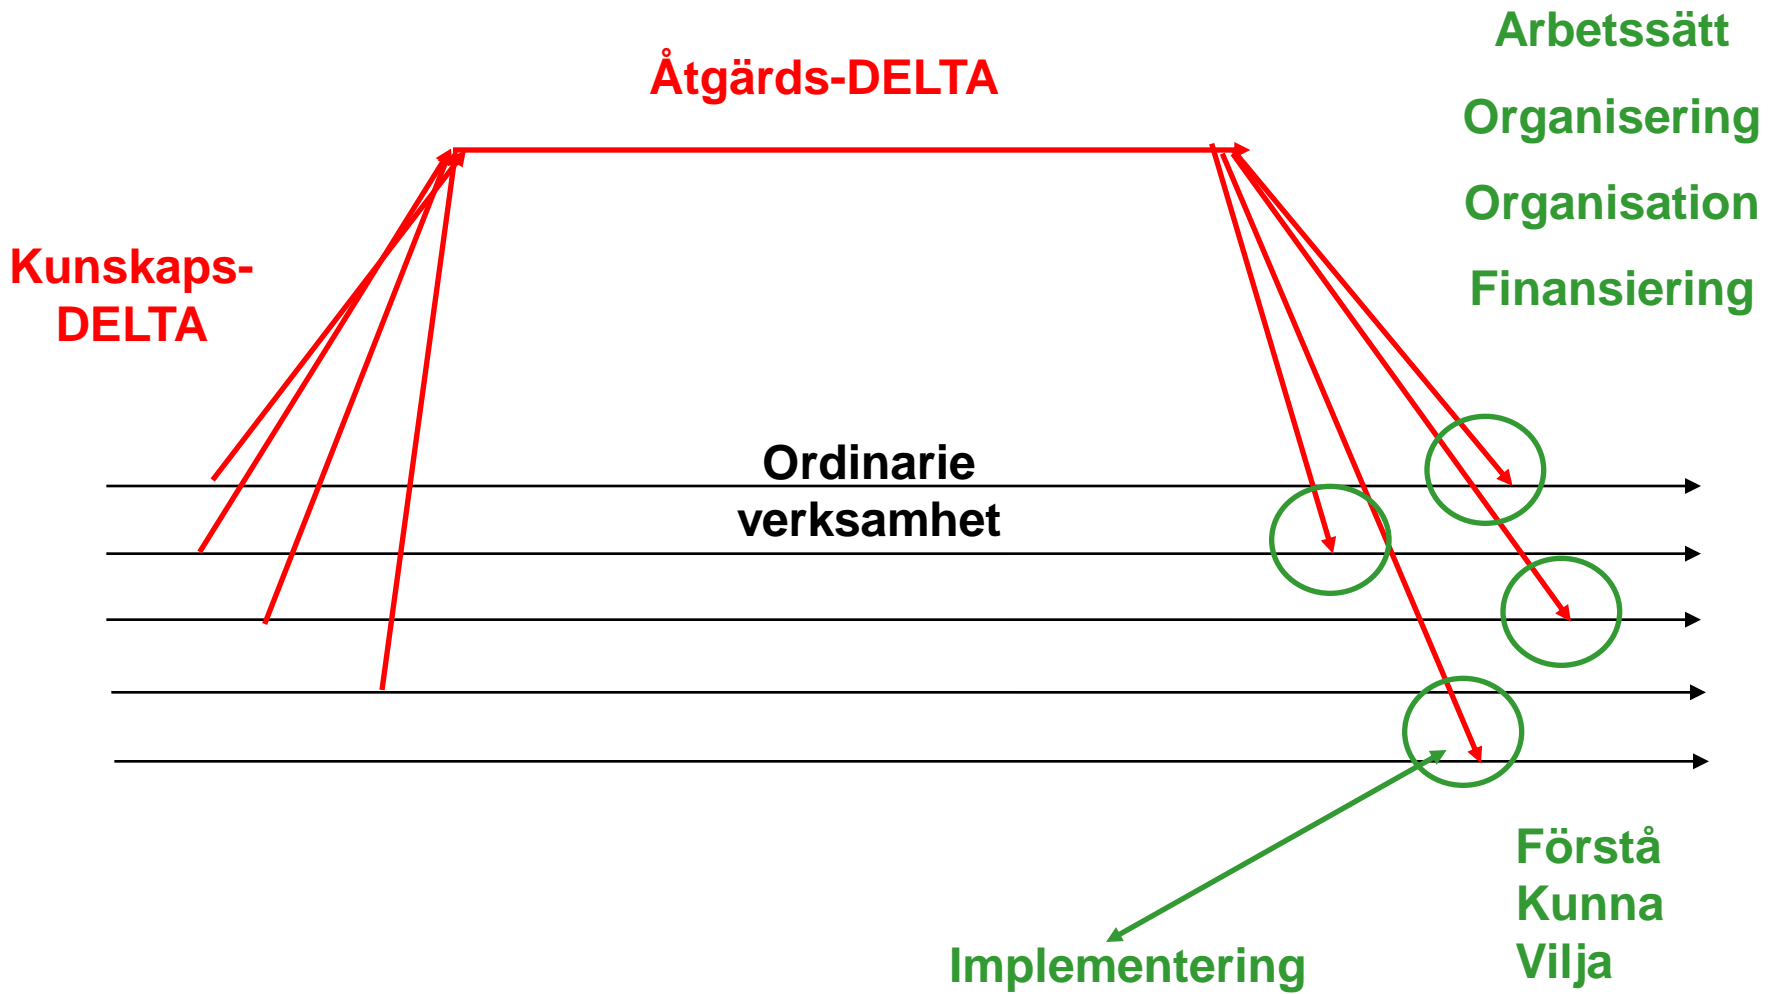 Arbetssätt
Åtgärds-DELTA
Organisering
Organisation
Kunskaps-
DELTA
Finansiering
Ordinarie
verksamhet
Förstå
Kunna
Vilja
Implementering